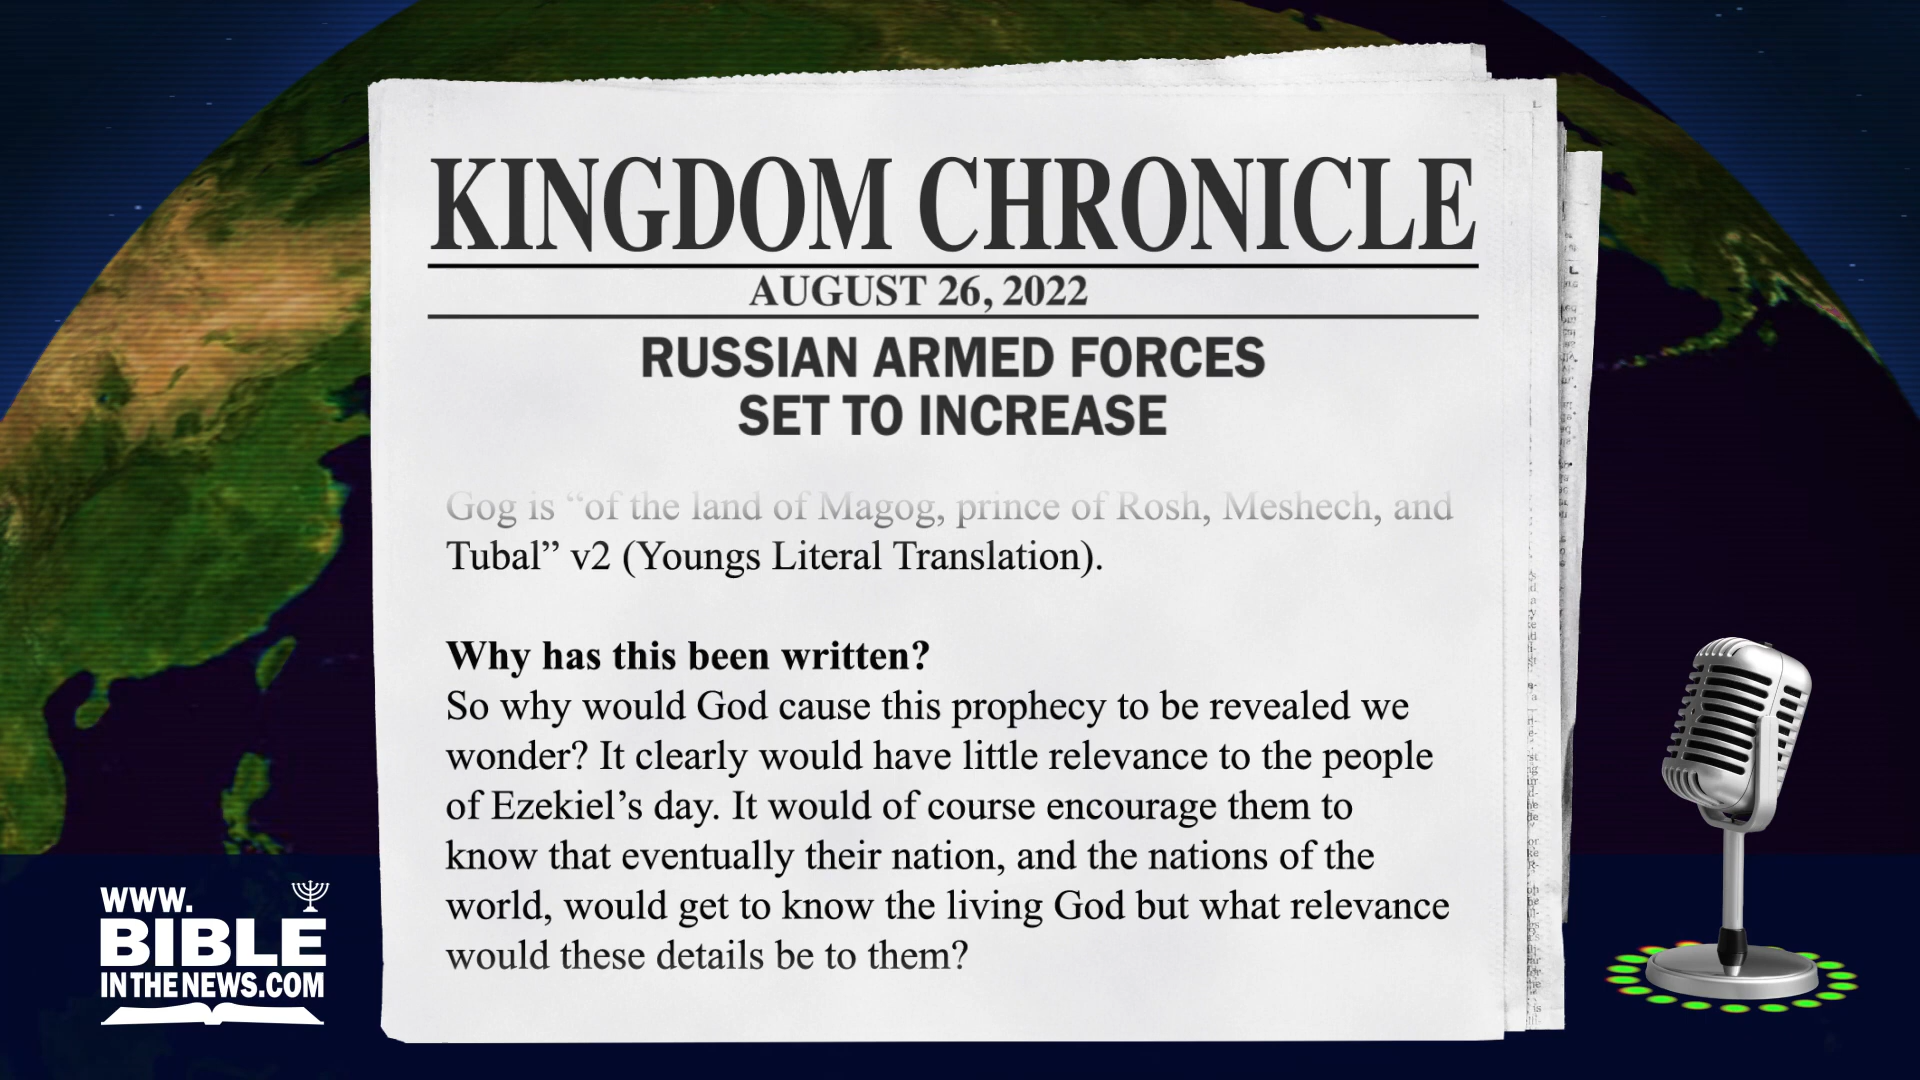 KINGDOM CHRONICLE
AUGUST 26, 2022
RUSSIAN ARMED FORCES
SET TO INCREASE
Gog is “of the land of Magog, prince of Rosh, Meshech, and
Tubal” v2 (Youngs Literal Translation).
Why has this been written?
So why would God cause this prophecy to be revealed we
wonder? It clearly would have little relevance to the people
of Ezekiel’s day. It would of course encourage them to
know that eventually their nation, and the nations of the
world, would get to know the living God but what relevance
would these details be to them?
WWW.
BIBLE
IN THE NEWS.COM